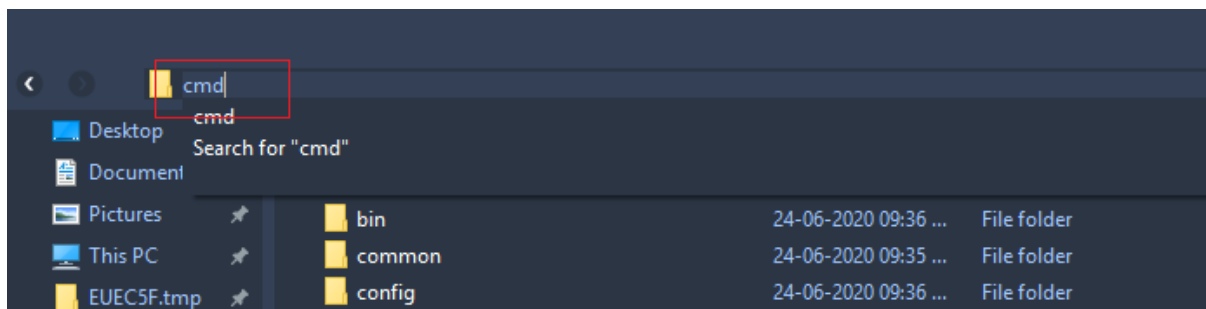 cmd
cmd
Search for "cmd"
Desktop
Document
Pictures
bin 24-06-2020 09:36 ... File folder
This PC
common 24-06-2020 09:35 ... File folder
EUEC5F.tmp
config 24-06-2020 09:36 ... File folder